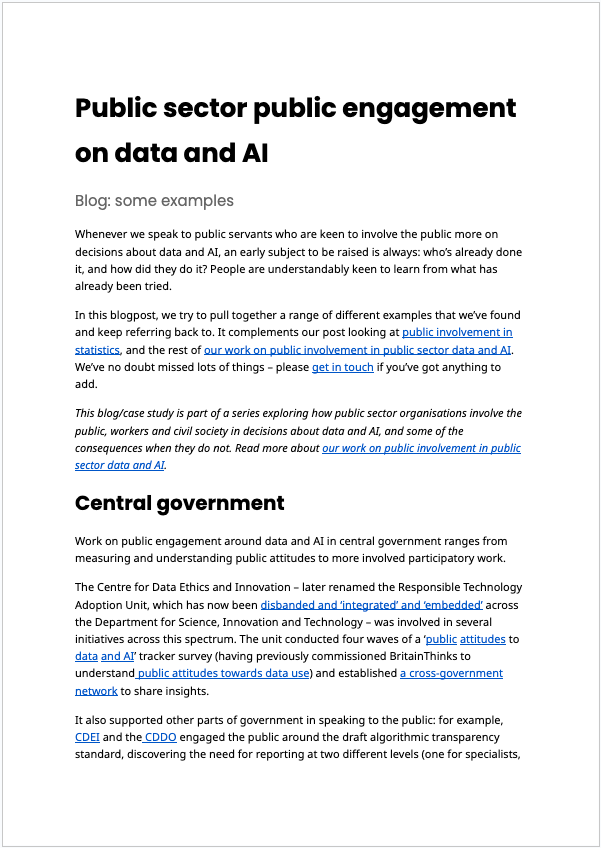 Public sector public engagement
on data and AI
Blog: some examples
Whenever we speak to public servants who are keen to involve the public more on
decisions about data and AI, an early subject to be raised is always: who’s already done
it, and how did they do it? People are understandably keen to learn from what has
already been tried.
In this blogpost, we try to pull together a range of different examples that we’ve found
and keep referring back to. It complements our post looking at public involvement in
statistics, and the rest of our work on public involvement in public sector data and AI.
We’ve no doubt missed lots of things – please get in touch if you’ve got anything to
add.
This blog/case study is part of a series exploring how public sector organisations involve the
public, workers and civil society in decisions about data and AI, and some of the
consequences when they do not. Read more about our work on public involvement in public
sector data and AI.
Central government
Work on public engagement around data and AI in central government ranges from
measuring and understanding public attitudes to more involved participatory work.
The Centre for Data Ethics and Innovation – later renamed the Responsible Technology
Adoption Unit, which has now been disbanded and ‘integrated’ and ‘embedded’ across
the Department for Science, Innovation and Technology – was involved in several
initiatives across this spectrum. The unit conducted four waves of a ‘public attitudes to
data and AI’ tracker survey (having previously commissioned BritainThinks to
understand public attitudes towards data use) and established a cross-government
network to share insights.
It also supported other parts of government in speaking to the public: for example,
CDEI and the CDDO engaged the public around the draft algorithmic transparency
standard, discovering the need for reporting at two different levels (one for specialists,